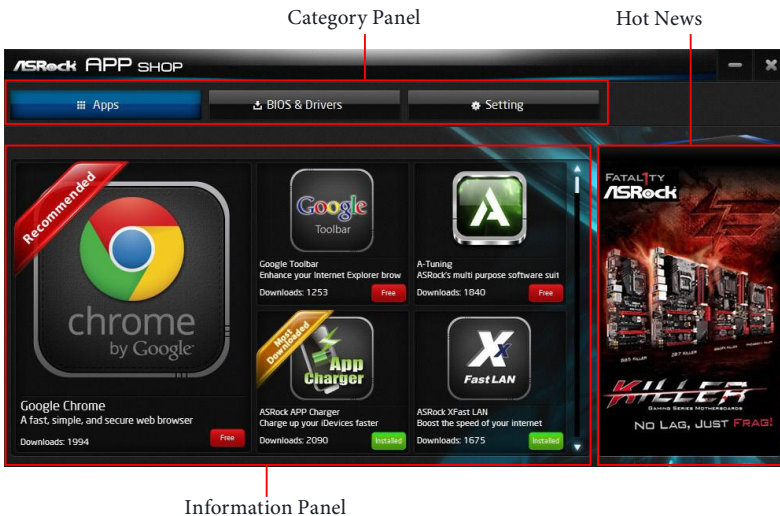 Category Panel
Hot News
ASRock APP SHOP
Apps
BIOS & Drivers
Setting
Recommended
chrome
by Google
Google Chrome
A fast, simple, and secure web browser
Downloads: 1994
Free
Google
Toolbar
Google Toolbar
Enhance your Internet Explorer brow
Downloads: 1253
Free
A-Tuning
ASRock's multi purpose software suit
Downloads: 1840
Free
Most
Downloaded
App
Charger
ASRock APP Charger
Charge up your iDevices faster
Downloads: 2090
Installed
Fast LAN
ASRock XFast LAN
Boost the speed of your internet
Downloads: 1675
Installed
FATAL1TY
ASRock
KILLER
GAMING SERIES MOTHERBOARDS
NO LAG, JUST FRAG!
Information Panel